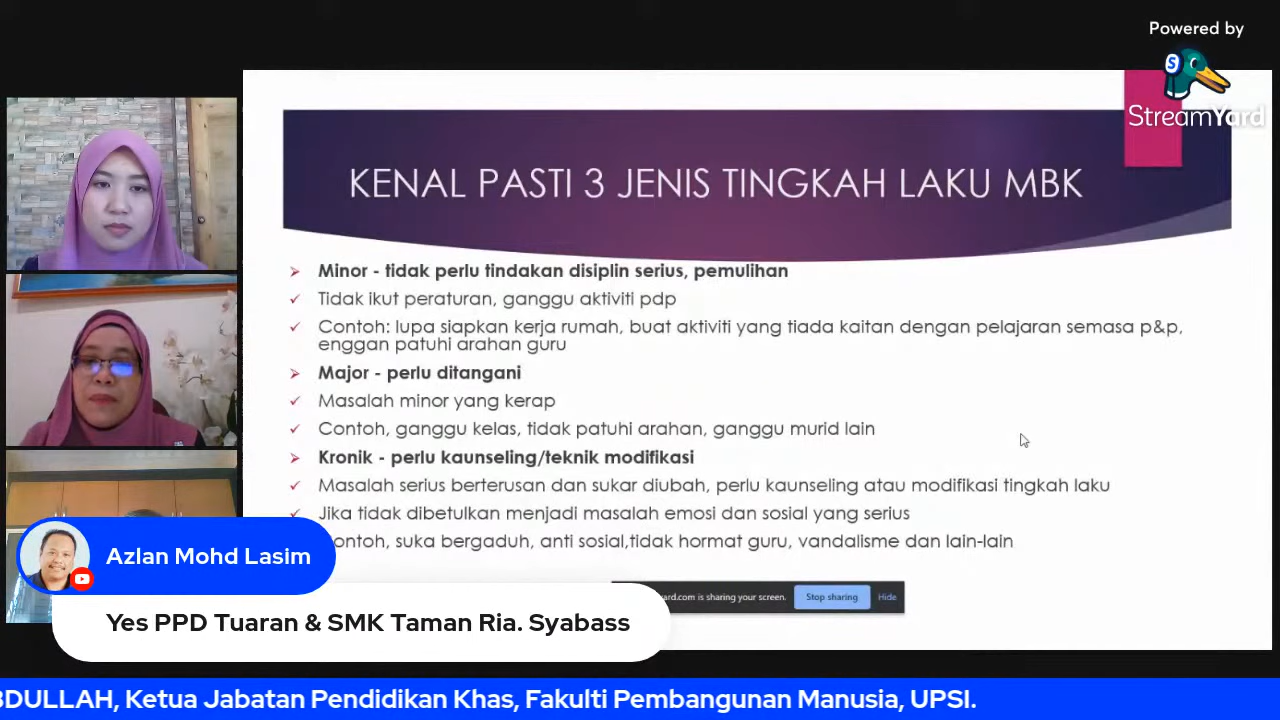 Powered by
StreamYard
KENAL PASTI 3 JENIS TINGKAH LAKU MBK
Minor - tidak perlu tindakan disiplin serius, pemulihan
Tidak ikut peraturan, ganggu aktiviti pdp
Contoh: lupa siapkan kerja rumah, buat aktiviti yang tiada kaitan dengan pelajaran semasa p&p,
enggan patuhi arahan guru
Major - perlu ditangani
Masalah minor yang kerap
Contoh, ganggu kelas, tidak patuhi arahan, ganggu murid lain
Kronik - perlu kaunseling/teknik modifikasi
Masalah serius berterusan dan sukar diubah, perlu kaunseling atau modifikasi tingkah laku
Jika tidak dibetulkan menjadi masalah emosi dan sosial yang serius
ontoh, suka bergaduh, anti sosial,tidak hormat guru, vandalisme dan lain-lain
ard.com is sharing your screen.
Stop sharing
Hide
Azlan Mohd Lasim
Yes PPD Tuaran & SMK Taman Ria. Syabass
BDULLAH, Ketua Jabatan Pendidikan Khas, Fakulti Pembangunan Manusia, UPSI.